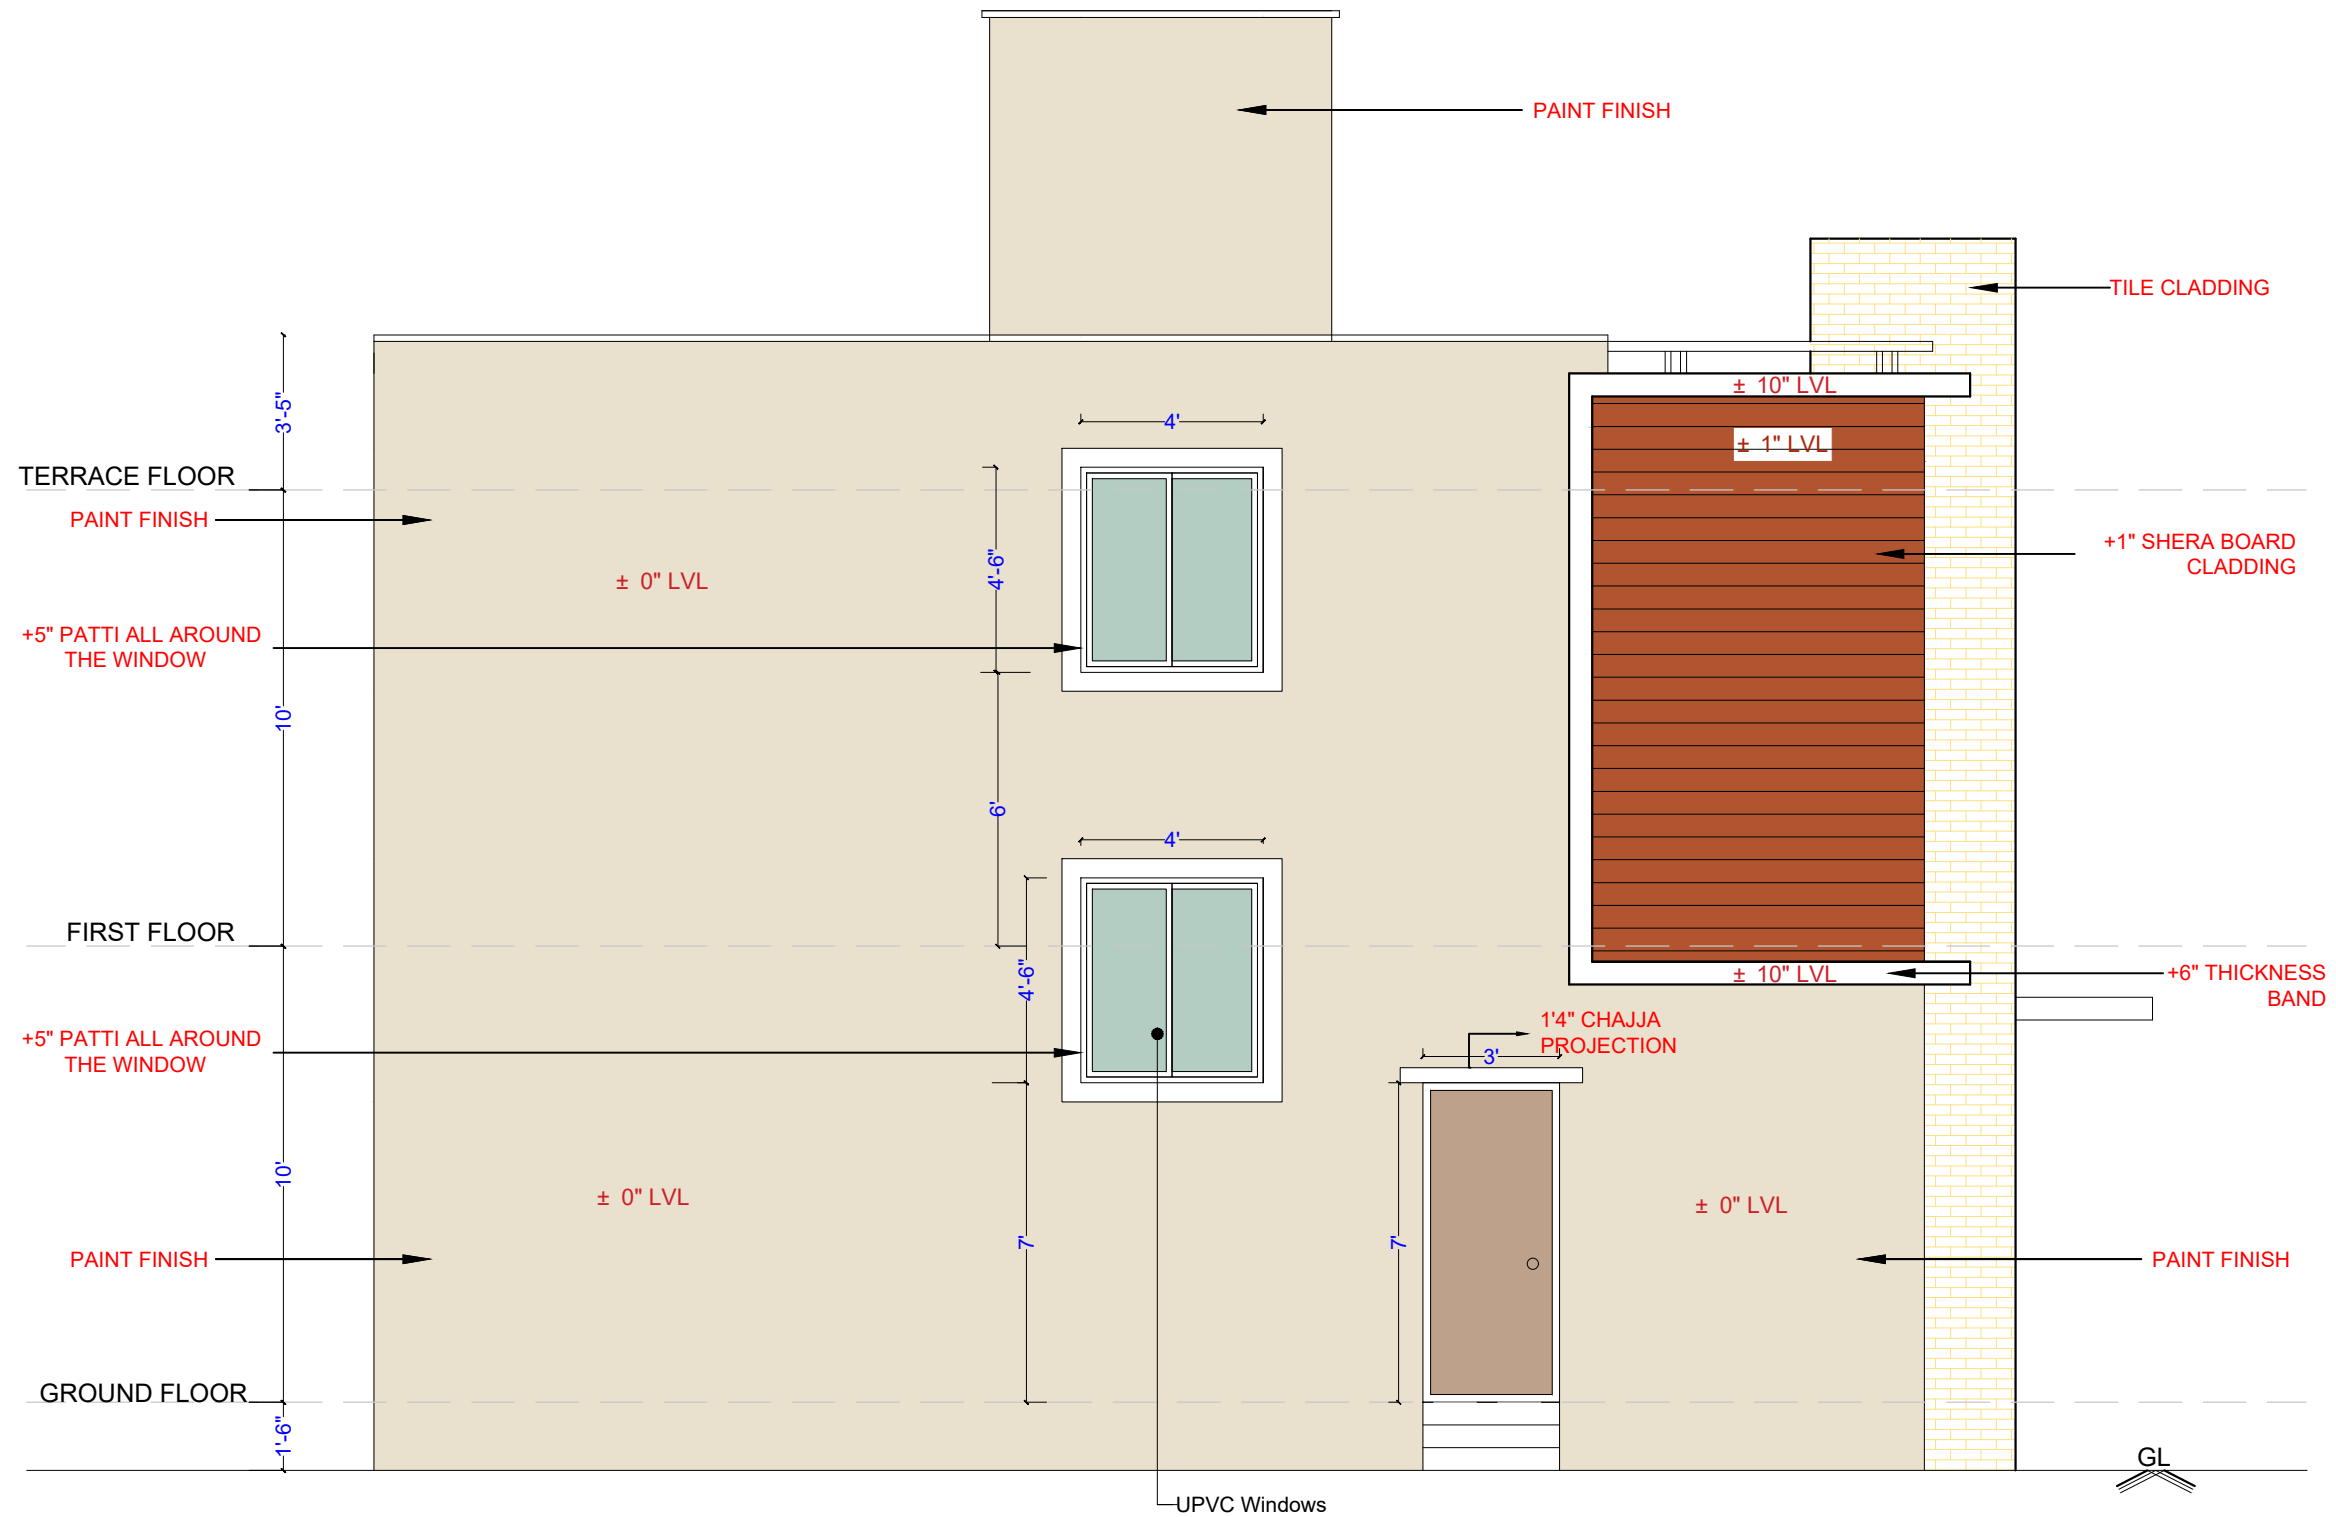 PAINT FINISH
TILE CLADDING
3'-5"
± 10" LVL
4'
± 1" LVL
TERRACE FLOOR
PAINT FINISH
+1" SHERA BOARD
CLADDING
4'-6"
± 0" LVL
+5" PATTI ALL AROUND
THE WINDOW
10'
6'
4'
FIRST FLOOR
4'-6"
± 10" LVL
+6" THICKNESS
BAND
+5" PATTI ALL AROUND
THE WINDOW
1'4" CHAJJA
PROJECTION
3'
10'
± 0" LVL
± 0" LVL
7'
7'
PAINT FINISH
PAINT FINISH
GROUND FLOOR
1'-6"
GL
UPVC Windows